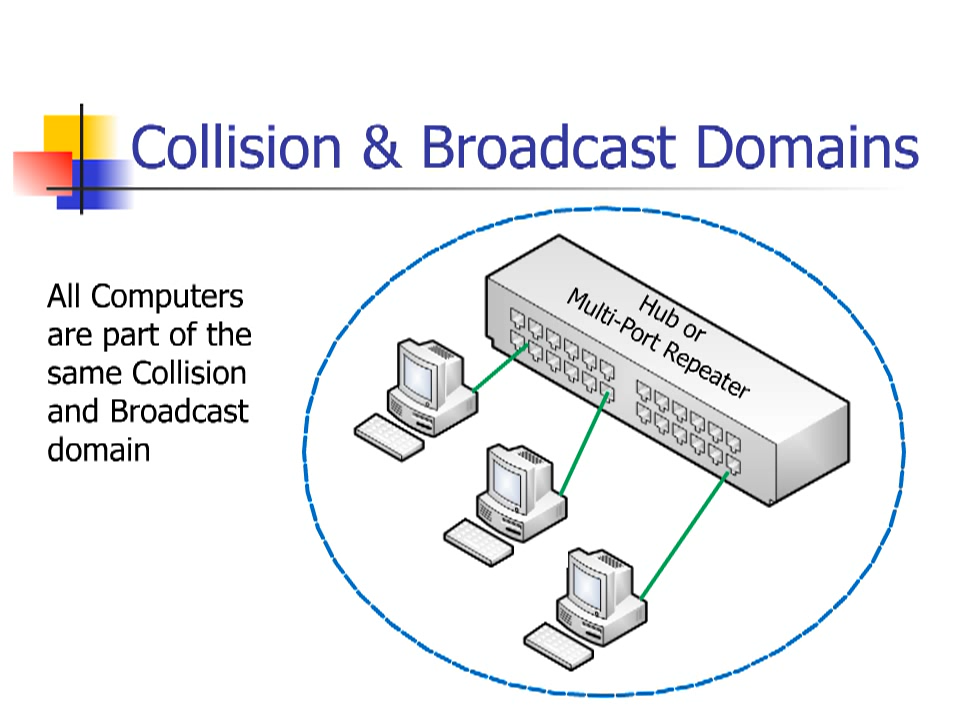 Collision & Broadcast Domains
All Computers
are part of the
same Collision
and Broadcast
domain
Hub or
Multi-Port Repeater